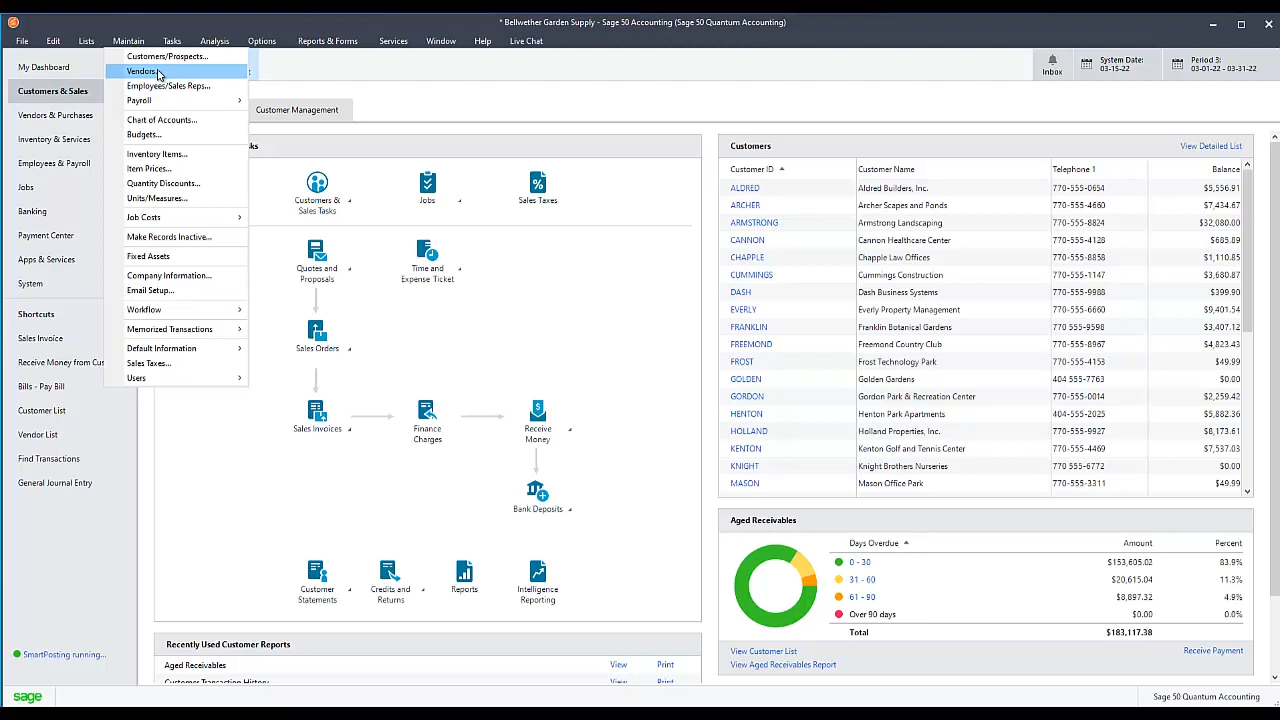 * Bellwether Garden Supply - Sage 50 Accounting (Sage 50 Quantum Accounting)
File Edit Lists Maintain Tasks Analysis Options Reports & Forms Services Window Help Live Chat
My Dashboard
Customers & Sales
Vendors & Purchases
Inventory & Services
Employees & Payroll
Jobs
Banking
Payment Center
Apps & Services
System
Shortcuts
Sales Invoice
Receive Money from Cus
Bills - Pay Bill
Customer List
Vendor List
Find Transactions
General Journal Entry
SmartPosting running...
Customers/Prospects...
Vendors...
Employees/Sales Reps...
Payroll
Chart of Accounts...
Budgets...
Inventory Items...
Item Prices...
Quantity Discounts...
Units/Measures...
Job Costs
Make Records Inactive...
Fixed Assets
Company Information...
Email Setup...
Workflow
Memorized Transactions
Default Information
Sales Taxes...
Users
Inbox
System Date:
03-15-22
Period 3:
03-01-22 - 03-31-22
Customer Management
ks
Customers &
Sales Tasks
Jobs
Sales Taxes
Quotes and
Proposals
Time and
Expense Ticket
Sales Orders
Sales Invoices
Finance
Charges
Receive
Money
Bank Deposits
Customer
Statements
Credits and
Returns
Reports
Intelligence
Reporting
Recently Used Customer Reports
Aged Receivables View Print
Customer Transaction History View Print
Customers View Detailed List
Customer ID Customer Name Telephone 1 Balance
ALDRED Aldred Builders, Inc. 770-555-0654 $5,556.91
ARCHER Archer Scapes and Ponds 770-555-4660 $7,434.67
ARMSTRONG Armstrong Landscaping 770-555-8824 $32,080.00
CANNON Cannon Healthcare Center 770-555-4128 $685.89
CHAPPLE Chapple Law Offices 770-555-8858 $1,110.85
CUMMINGS Cummings Construction 770-555-1147 $3,680.87
DASH Dash Business Systems 770-555-9988 $399.90
EVERLY Everly Property Management 770-555-6660 $9,401.54
FRANKLIN Franklin Botanical Gardens 770 555-9598 $3,407.12
FREEMOND Freemond Country Club 770-555-8967 $4,823.43
FROST Frost Technology Park 770-555-4153 $49.99
GOLDEN Golden Gardens 404 555-7763 $0.00
GORDON Gordon Park & Recreation Center 770-555-0014 $2,259.42
HENTON Henton Park Apartments 404-555-2025 $5,882.36
HOLLAND Holland Properties, Inc. 770-555-9927 $8,173.61
KENTON Kenton Golf and Tennis Center 770-555-4469 $7,537.03
KNIGHT Knight Brothers Nurseries 770 555-6772 $0.00
MASON Mason Office Park 770-555-3311 $49.99
Aged Receivables
Days Overdue Amount Percent
0 - 30 $153,605.02 83.9%
31 - 60 $20,615.04 11.3%
61 - 90 $8,897.32 4.9%
Over 90 days $0.00 0.0%
Total $183,117.38
View Customer List Receive Payment
View Aged Receivables Report
sage Sage 50 Quantum Accounting